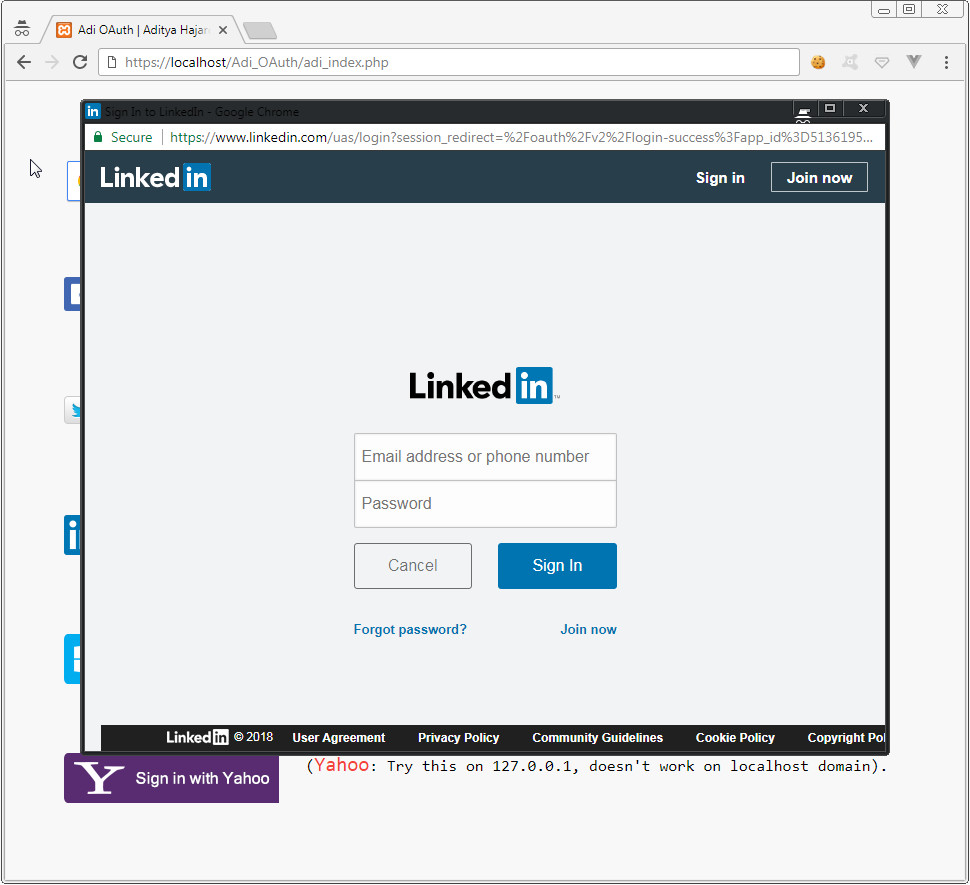 Adi OAuth | Aditya Hajar
https://localhost/Adi_OAuth/adi_index.php
Sign In to LinkedIn - Google Chrome
Secure https://www.linkedin.com/uas/login?session_redirect=%2Foauth%2Fv2%2Flogin-success%3Fapp_id%3D5136195...
Linked in Sign in Join now
Linked in ™
Email address or phone number
Password
Cancel Sign In
Forgot password? Join now
Linked in © 2018 User Agreement Privacy Policy Community Guidelines Cookie Policy Copyright Pol
Y Sign in with Yahoo (Yahoo: Try this on 127.0.0.1, doesn't work on localhost domain).